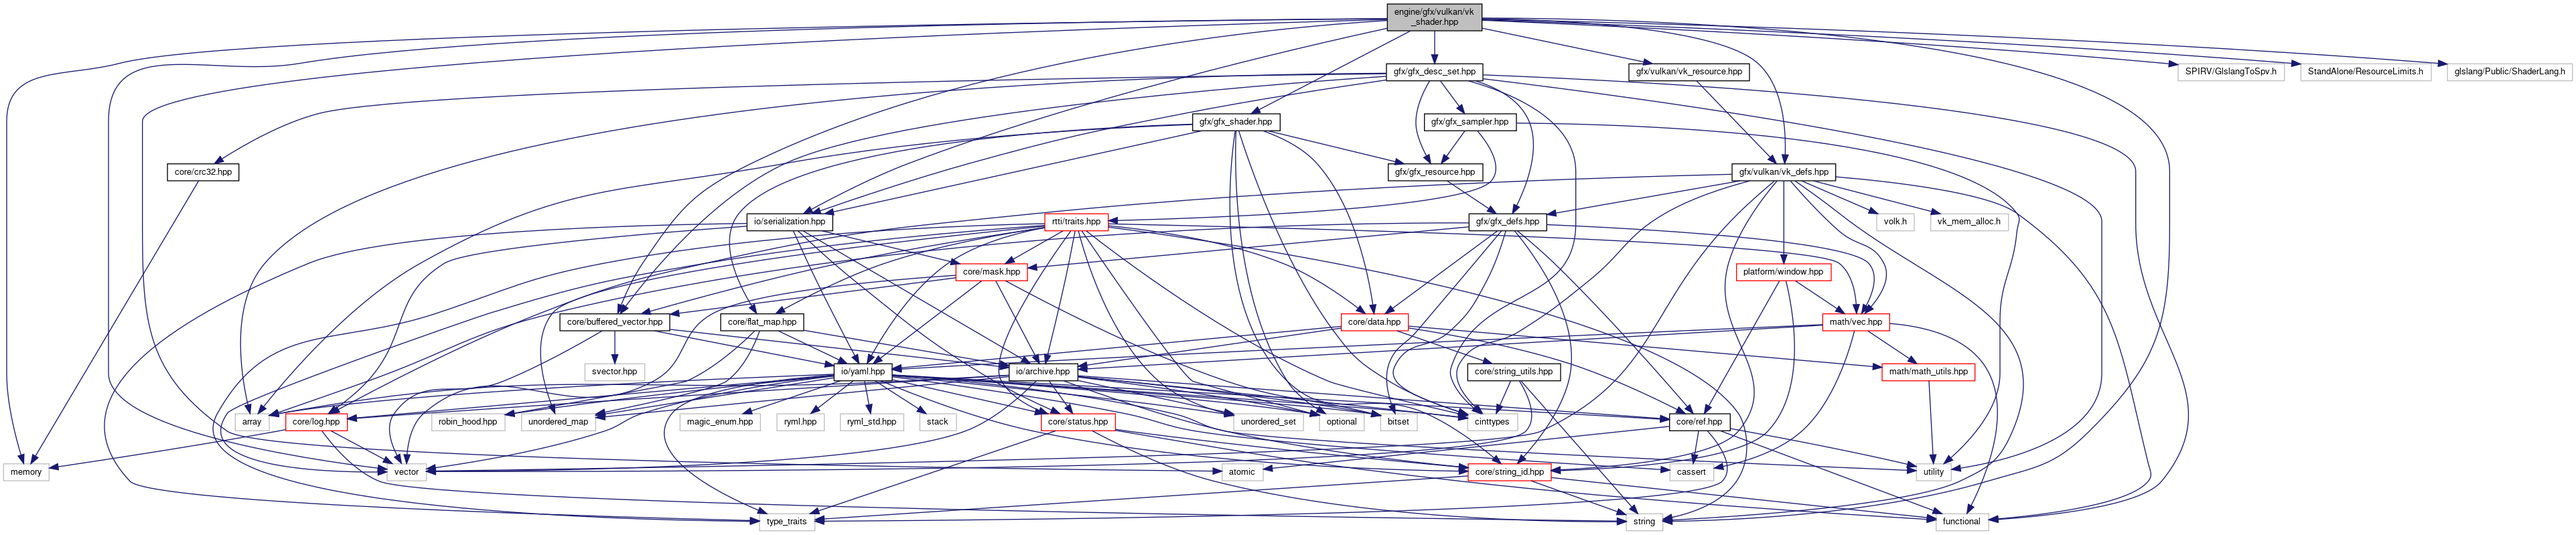 engine/gfx/vulkan/vk
_shader.hpp
gfx/gfx_desc_set.hpp
gfx/vulkan/vk_resource.hpp
SPIRV/GlslangToSpv.h
StandAlone/ResourceLimits.h
glslang/Public/ShaderLang.h
gfx/gfx_shader.hpp
gfx/gfx_sampler.hpp
core/crc32.hpp
gfx/gfx_resource.hpp
gfx/vulkan/vk_defs.hpp
io/serialization.hpp
rtti/traits.hpp
gfx/gfx_defs.hpp
volk.h
vk_mem_alloc.h
core/mask.hpp
platform/window.hpp
core/buffered_vector.hpp
core/flat_map.hpp
core/data.hpp
math/vec.hpp
svector.hpp
io/yaml.hpp
io/archive.hpp
core/string_utils.hpp
math/math_utils.hpp
array
core/log.hpp
robin_hood.hpp
unordered_map
magic_enum.hpp
ryml.hpp
ryml_std.hpp
stack
core/status.hpp
unordered_set
optional
bitset
cinttypes
core/ref.hpp
memory
vector
atomic
core/string_id.hpp
cassert
utility
type_traits
string
functional